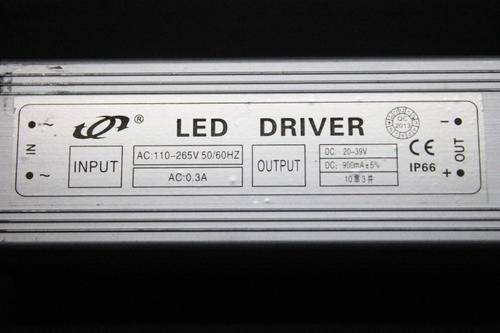 ® LED DRIVER QC 2013 −
IN ~ ~
INPUT AC:110-265V 50/60HZ
AC:0.3A
OUTPUT DC: 20-39V
DC: 900mA±5%
10串3并
CE
IP66
OUT
+